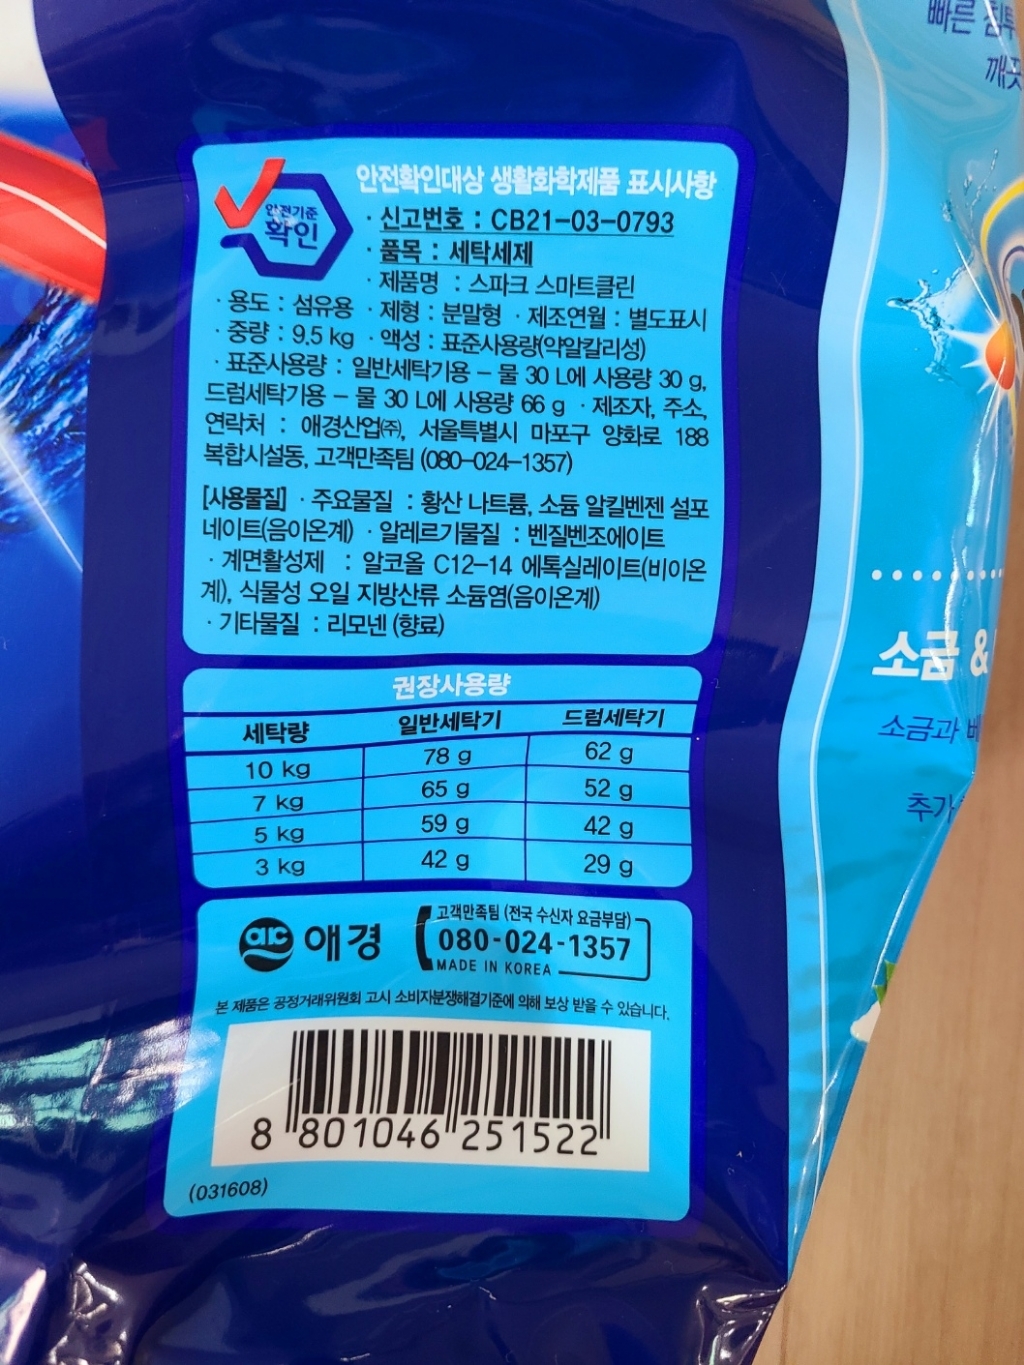 빠른 침투
깨끗
안전기준
확인
안전확인대상 생활화학제품 표시사항
· 신고번호 : CB21-03-0793
· 품목 : 세탁세제
· 제품명 : 스파크 스마트클린
· 용도 : 섬유용 · 제형 : 분말형 · 제조연월 : 별도표시
· 중량 : 9.5 kg · 액성 : 표준사용량(약알칼리성)
· 표준사용량 : 일반세탁기용 - 물 30 L에 사용량 30 g,
드럼세탁기용 - 물 30 L에 사용량 66 g · 제조자, 주소,
연락처 : 애경산업㈜, 서울특별시 마포구 양화로 188
복합시설동, 고객만족팀 (080-024-1357)
[사용물질] · 주요물질 : 황산 나트륨, 소듐 알킬벤젠 설포
네이트(음이온계) · 알레르기물질 : 벤질벤조에이트
· 계면활성제 : 알코올 C12-14 에톡실레이트(비이온
계), 식물성 오일 지방산류 소듐염(음이온계)
· 기타물질 : 리모넨 (향료)
소금 &
소금과
추가
권장사용량
세탁량 일반세탁기 드럼세탁기
10 kg 78 g 62 g
7 kg 65 g 52 g
5 kg 59 g 42 g
3 kg 42 g 29 g
aic 애경
고객만족팀 (전국 수신자 요금부담)
080-024-1357
MADE IN KOREA
본 제품은 공정거래위원회 고시 소비자분쟁해결기준에 의해 보상 받을 수 있습니다.
8 801046 251522
(031608)